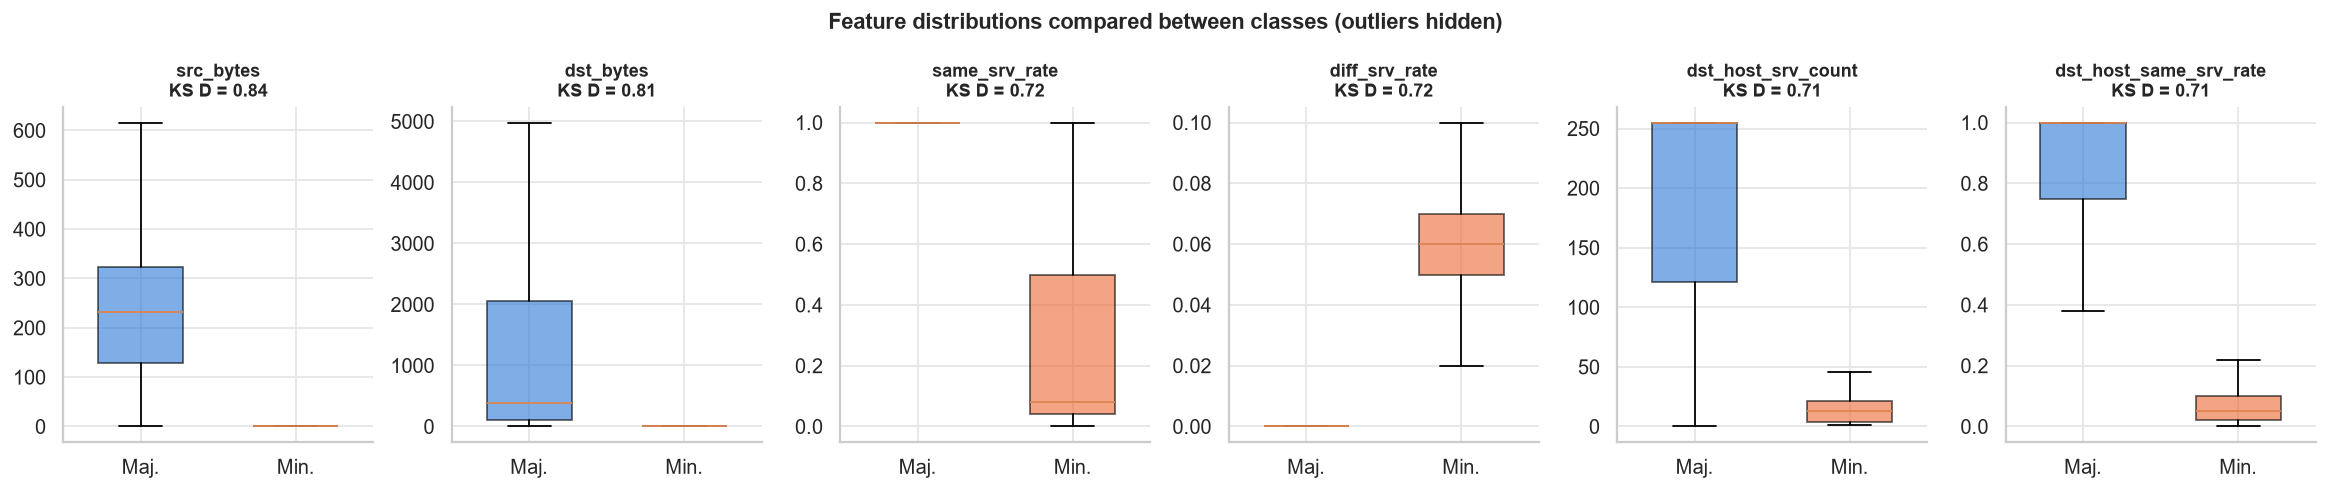 Feature distributions compared between classes (outliers hidden)
src_bytes
KS D = 0.84
600
500
400
300
200
100
0
Maj.
Min.
dst_bytes
KS D = 0.81
5000
4000
3000
2000
1000
0
Maj.
Min.
same_srv_rate
KS D = 0.72
1.0
0.8
0.6
0.4
0.2
0.0
Maj.
Min.
diff_srv_rate
KS D = 0.72
0.10
0.08
0.06
0.04
0.02
0.00
Maj.
Min.
dst_host_srv_count
KS D = 0.71
250
200
150
100
50
0
Maj.
Min.
dst_host_same_srv_rate
KS D = 0.71
1.0
0.8
0.6
0.4
0.2
0.0
Maj.
Min.